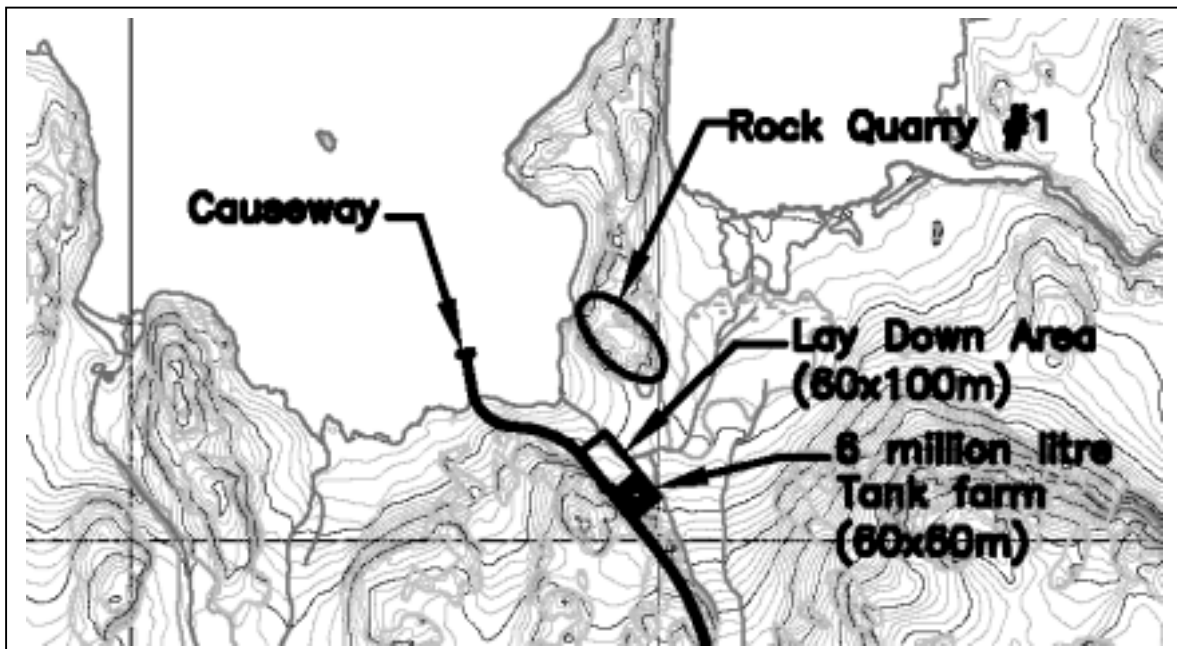 Rock Quarry #1
Causeway
Lay Down Area
(60x100m)
6 million litre
Tank farm
(60x60m)